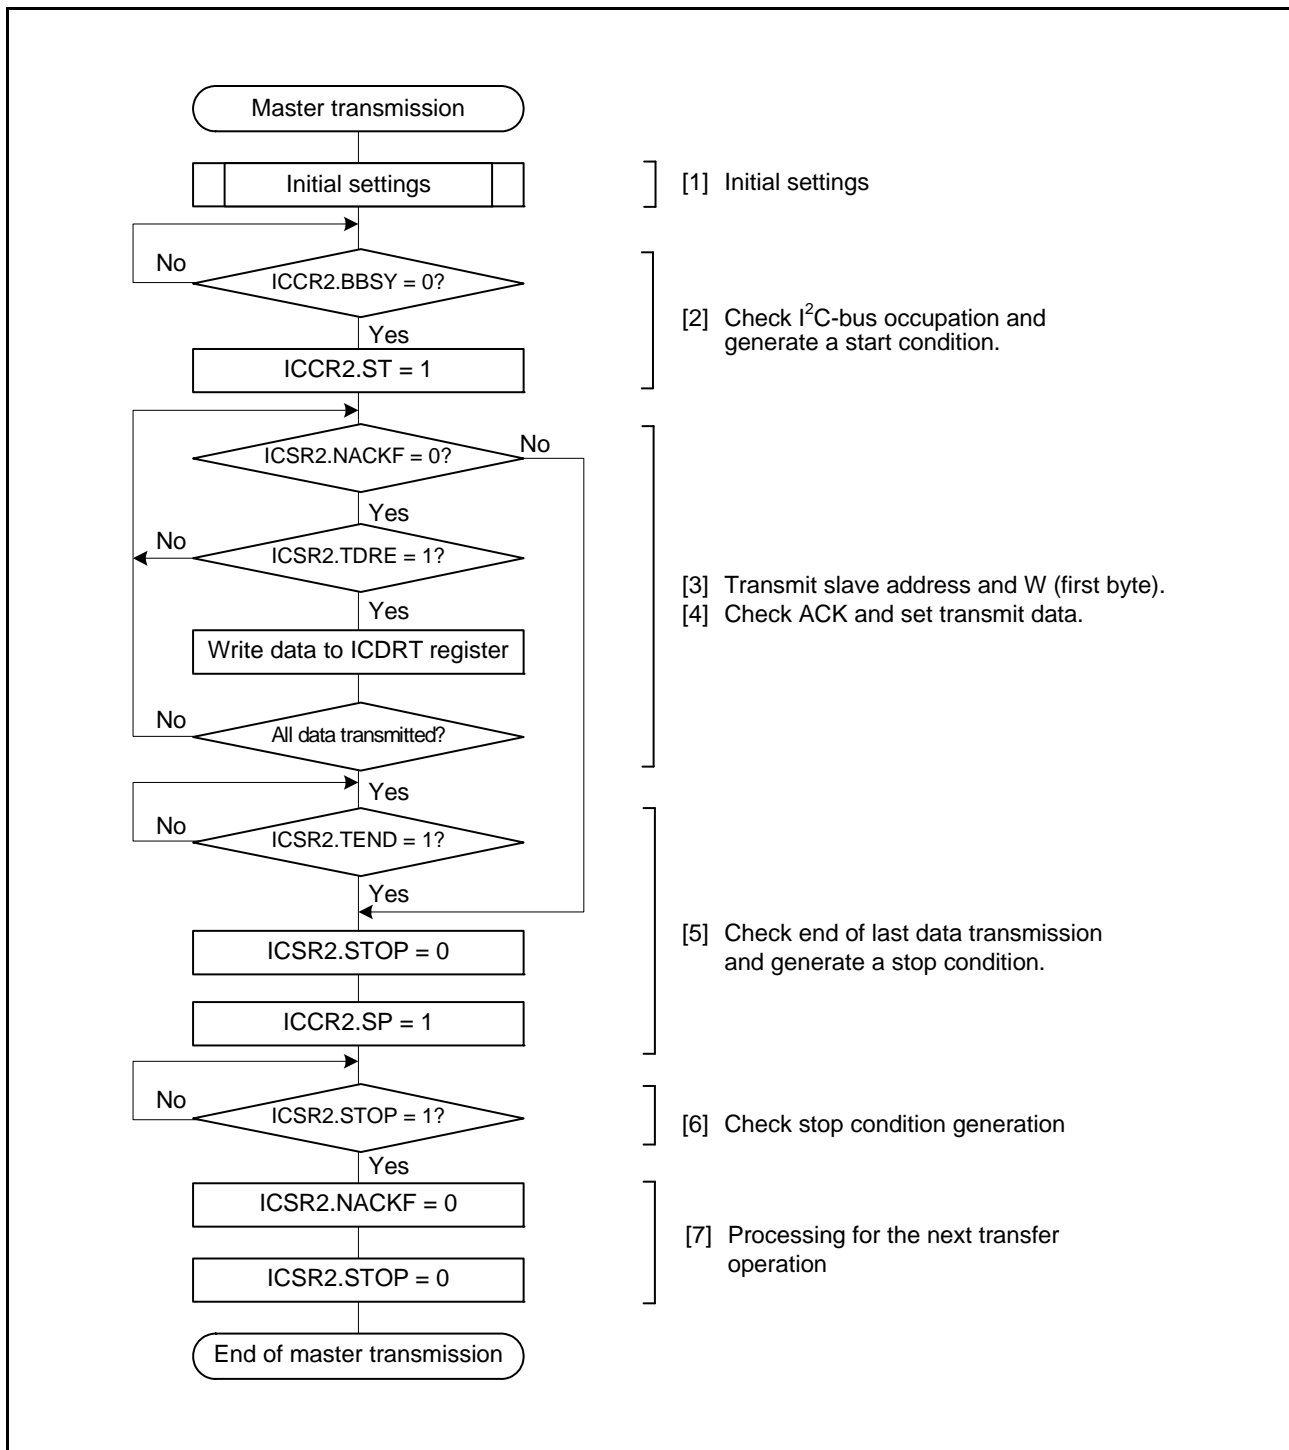 Master transmission
Initial settings
[1] Initial settings
No
ICCR2.BBSY = 0?
Yes
ICCR2.ST = 1
[2] Check I²C-bus occupation and
generate a start condition.
No
ICSR2.NACKF = 0?
Yes
No
ICSR2.TDRE = 1?
Yes
Write data to ICDRT register
No
All data transmitted?
[3] Transmit slave address and W (first byte).
[4] Check ACK and set transmit data.
Yes
No
ICSR2.TEND = 1?
Yes
ICSR2.STOP = 0
ICCR2.SP = 1
[5] Check end of last data transmission
and generate a stop condition.
No
ICSR2.STOP = 1?
[6] Check stop condition generation
Yes
ICSR2.NACKF = 0
ICSR2.STOP = 0
[7] Processing for the next transfer
operation
End of master transmission